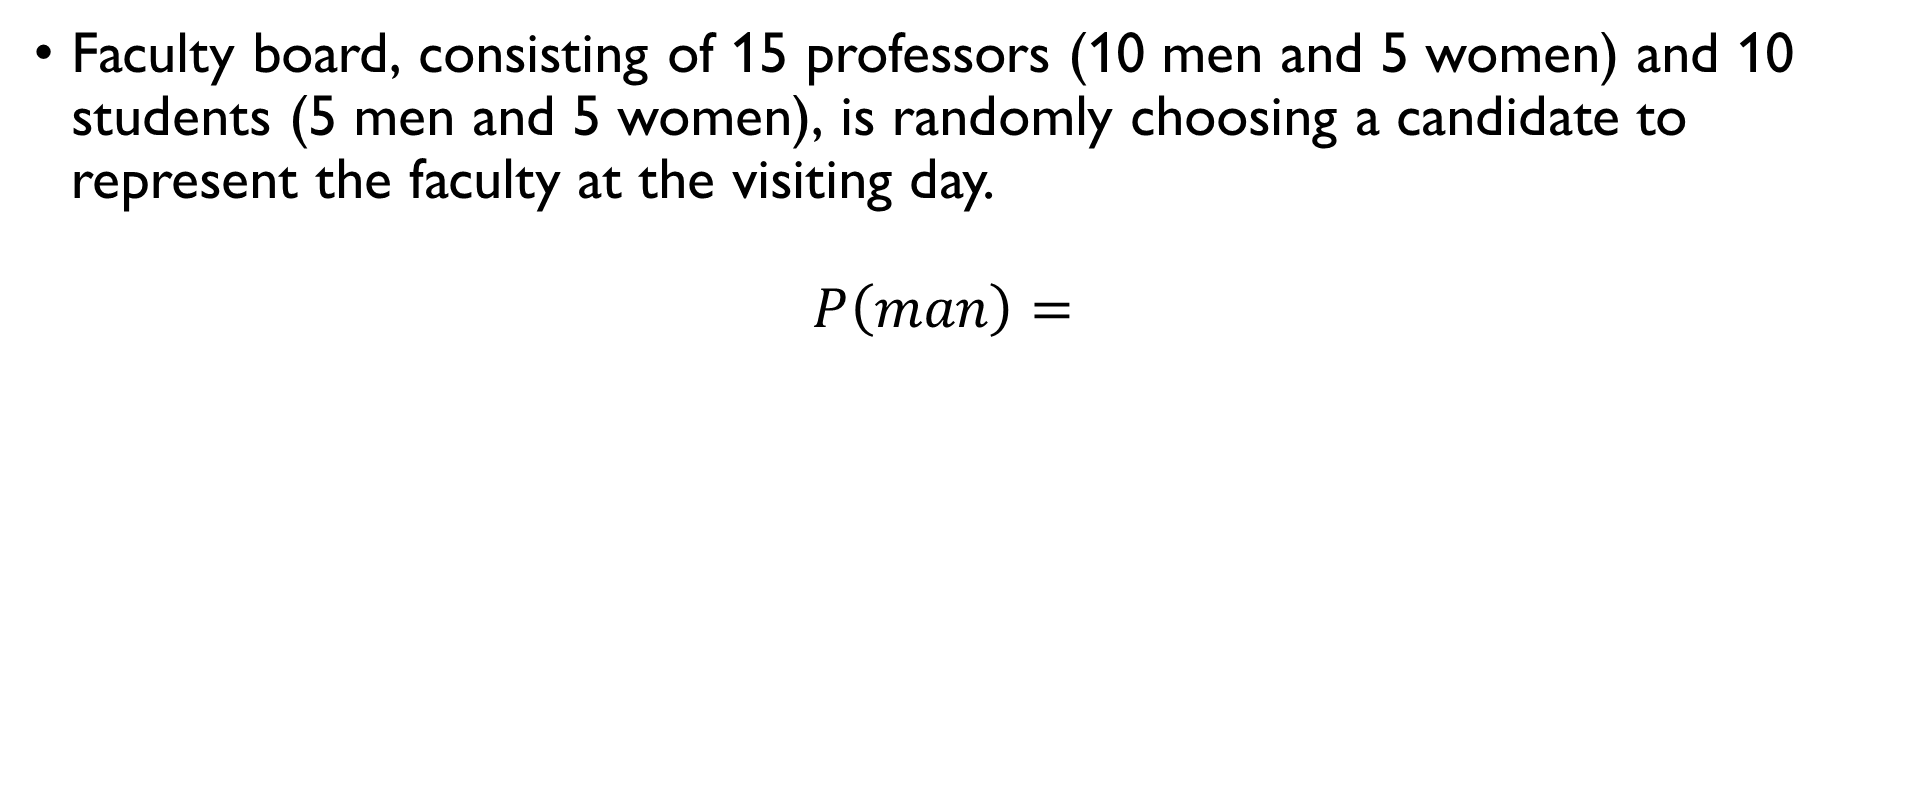 • Faculty board, consisting of 15 professors (10 men and 5 women) and 10
students (5 men and 5 women), is randomly choosing a candidate to
represent the faculty at the visiting day.
P(man) =